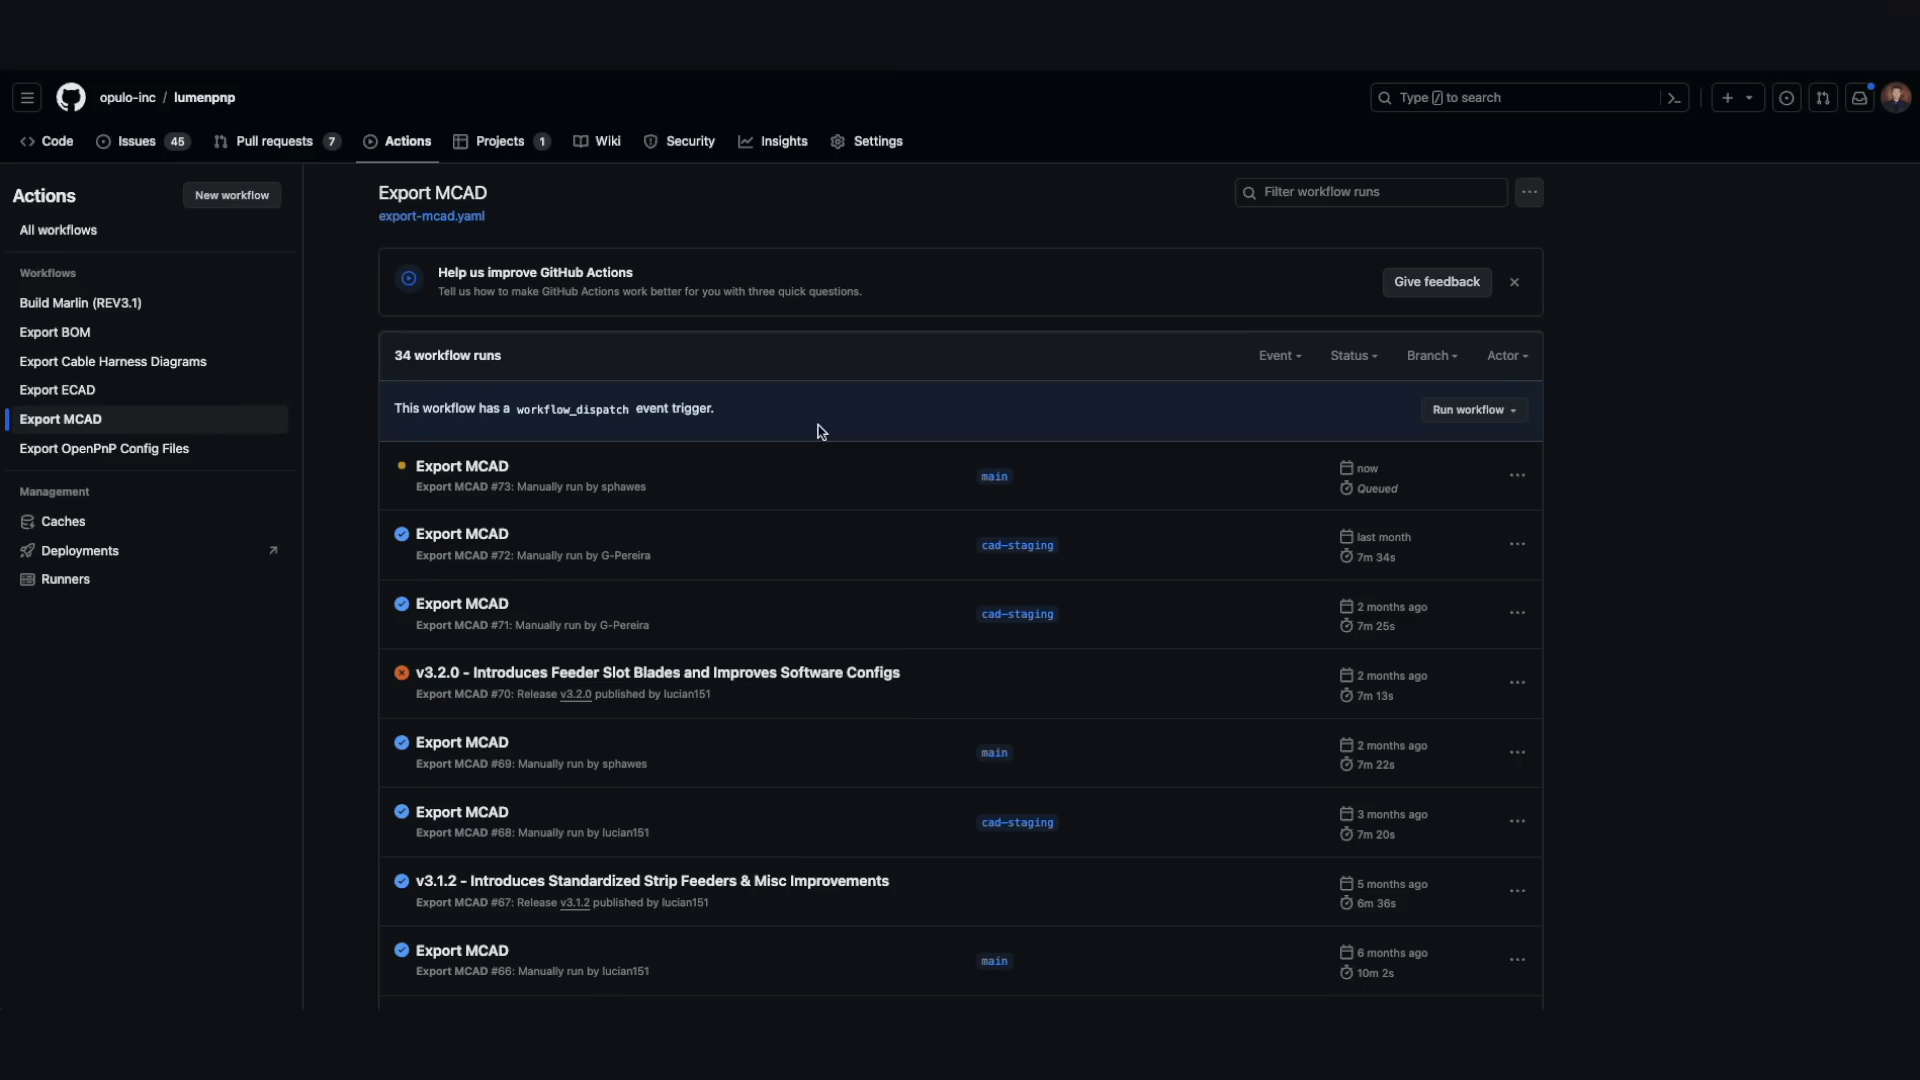 opulo-inc / lumenpnp
Type / to search
Code
Issues 45
Pull requests 7
Actions
Projects 1
Wiki
Security
Insights
Settings
Actions
New workflow
All workflows
Workflows
Build Marlin (REV3.1)
Export BOM
Export Cable Harness Diagrams
Export ECAD
Export MCAD
Export OpenPnP Config Files
Management
Caches
Deployments
Runners
Export MCAD
export-mcad.yaml
Filter workflow runs
Help us improve GitHub Actions
Tell us how to make GitHub Actions work better for you with three quick questions.
Give feedback
34 workflow runs
Event
Status
Branch
Actor
This workflow has a workflow_dispatch event trigger.
Run workflow
Export MCAD
Export MCAD #73: Manually run by sphawes
main
now
Queued
Export MCAD
Export MCAD #72: Manually run by G-Pereira
cad-staging
last month
7m 34s
Export MCAD
Export MCAD #71: Manually run by G-Pereira
cad-staging
2 months ago
7m 25s
v3.2.0 - Introduces Feeder Slot Blades and Improves Software Configs
Export MCAD #70: Release v3.2.0 published by lucian151
2 months ago
7m 13s
Export MCAD
Export MCAD #69: Manually run by sphawes
main
2 months ago
7m 22s
Export MCAD
Export MCAD #68: Manually run by lucian151
cad-staging
3 months ago
7m 20s
v3.1.2 - Introduces Standardized Strip Feeders & Misc Improvements
Export MCAD #67: Release v3.1.2 published by lucian151
5 months ago
6m 36s
Export MCAD
Export MCAD #66: Manually run by lucian151
main
6 months ago
10m 2s